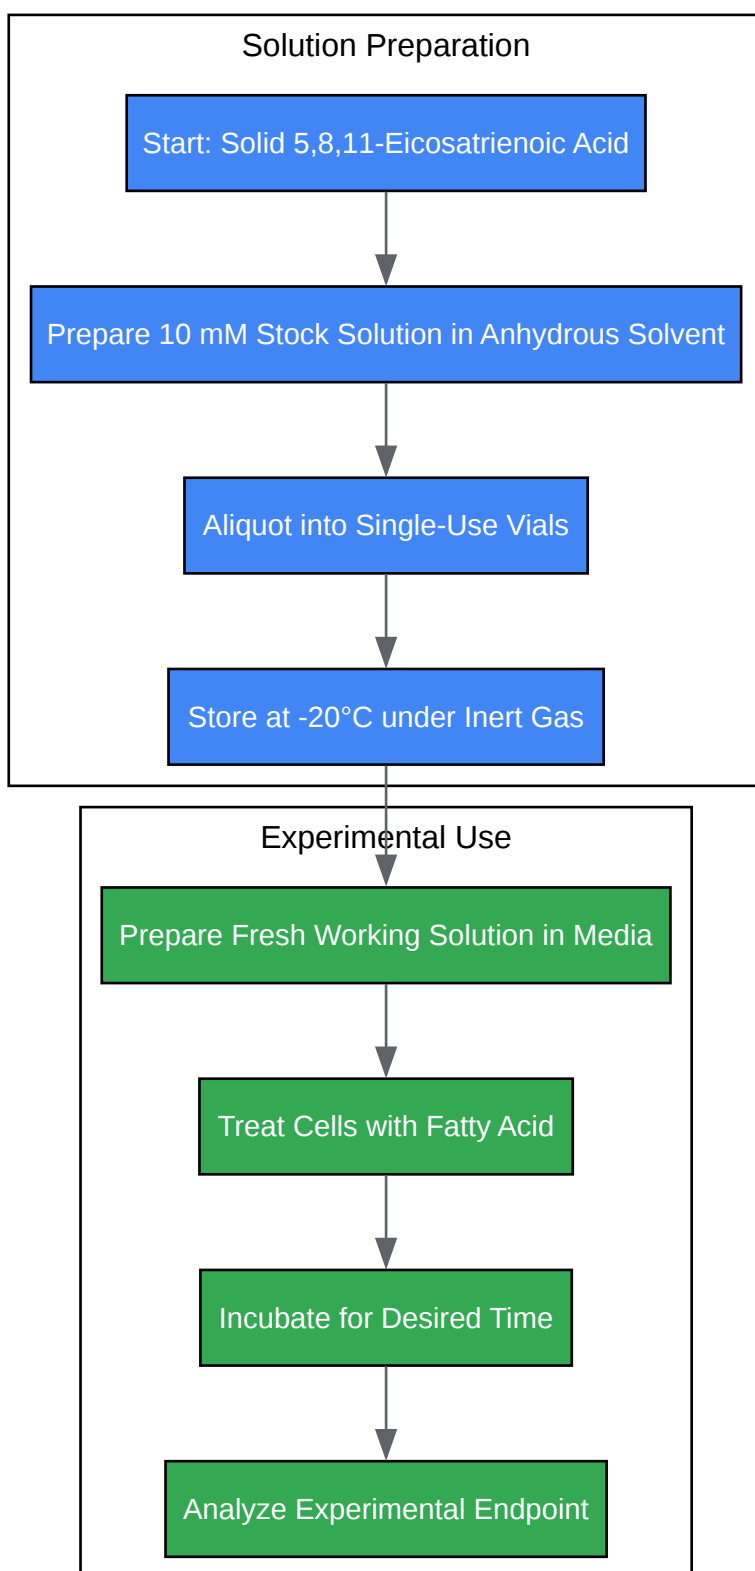 Solution Preparation
Start: Solid 5,8,11-Eicosatrienoic Acid
Prepare 10 mM Stock Solution in Anhydrous Solvent
Aliquot into Single-Use Vials
Store at -20°C under Inert Gas
Experimental Use
Prepare Fresh Working Solution in Media
Treat Cells with Fatty Acid
Incubate for Desired Time
Analyze Experimental Endpoint